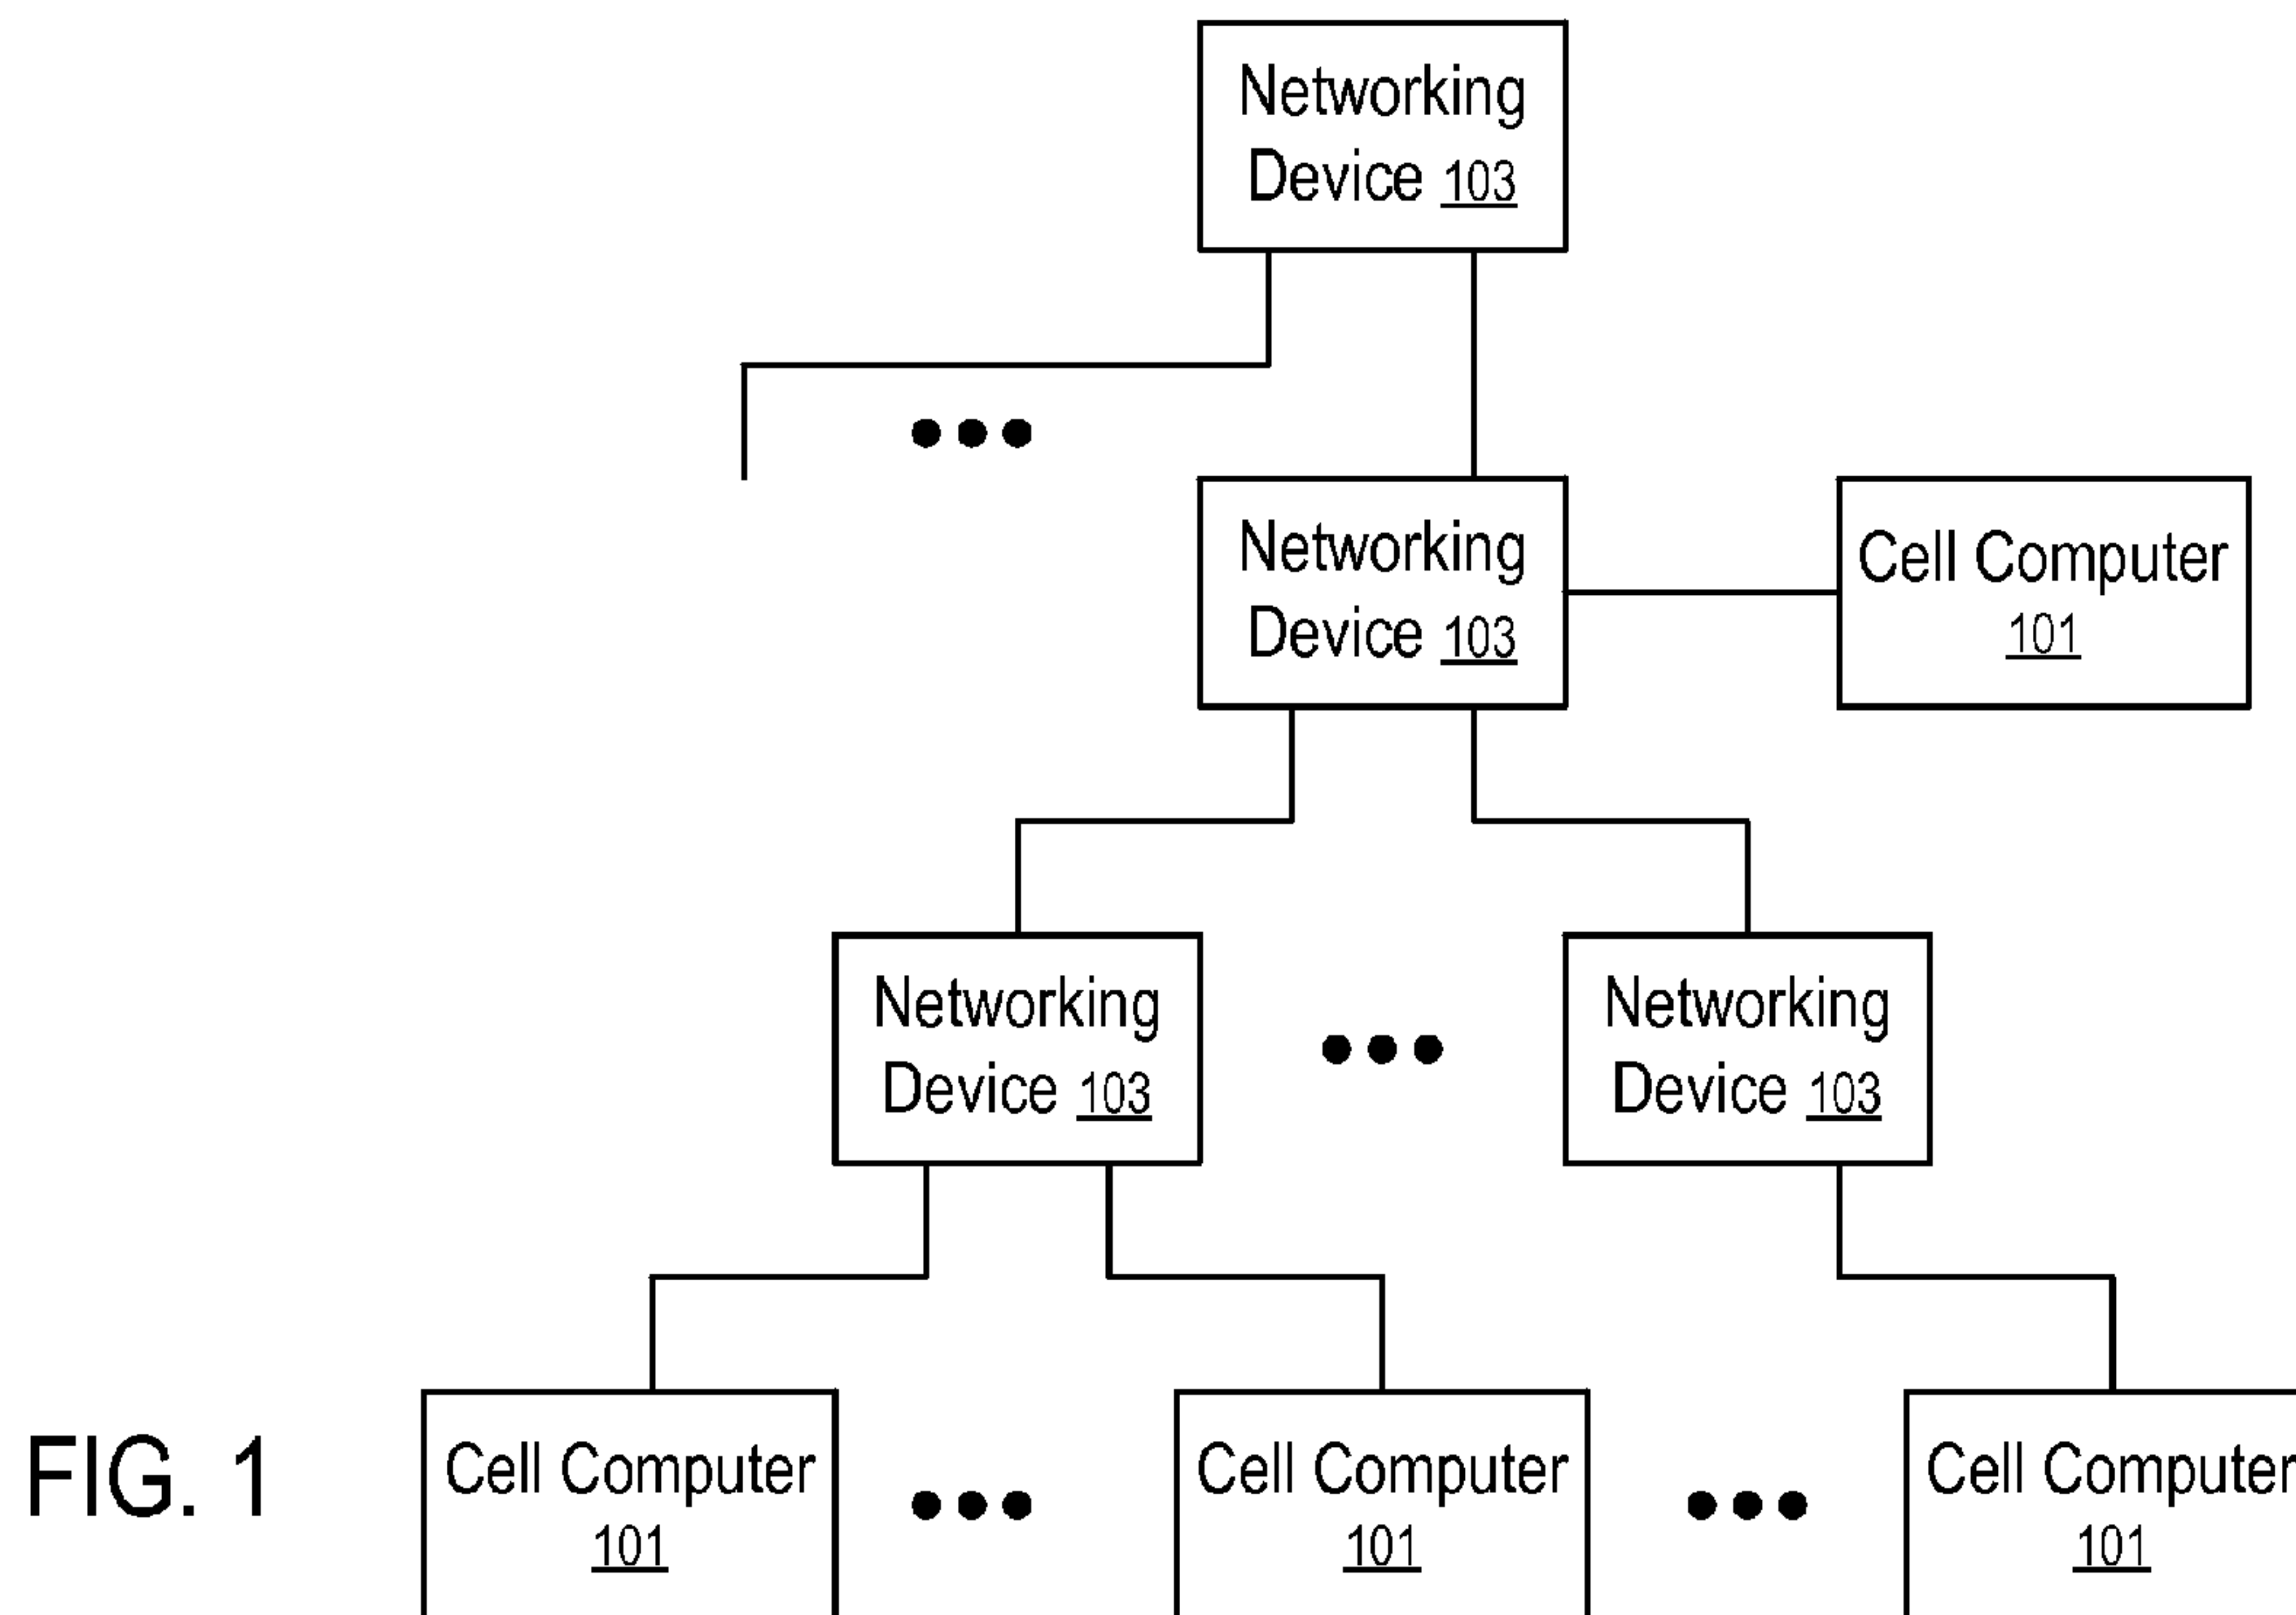 Networking
Device 103
Networking
Device 103
Cell Computer
101
Networking
Device 103
Networking
Device 103
FIG. 1
Cell Computer
101
Cell Computer
101
Cell Computer
101